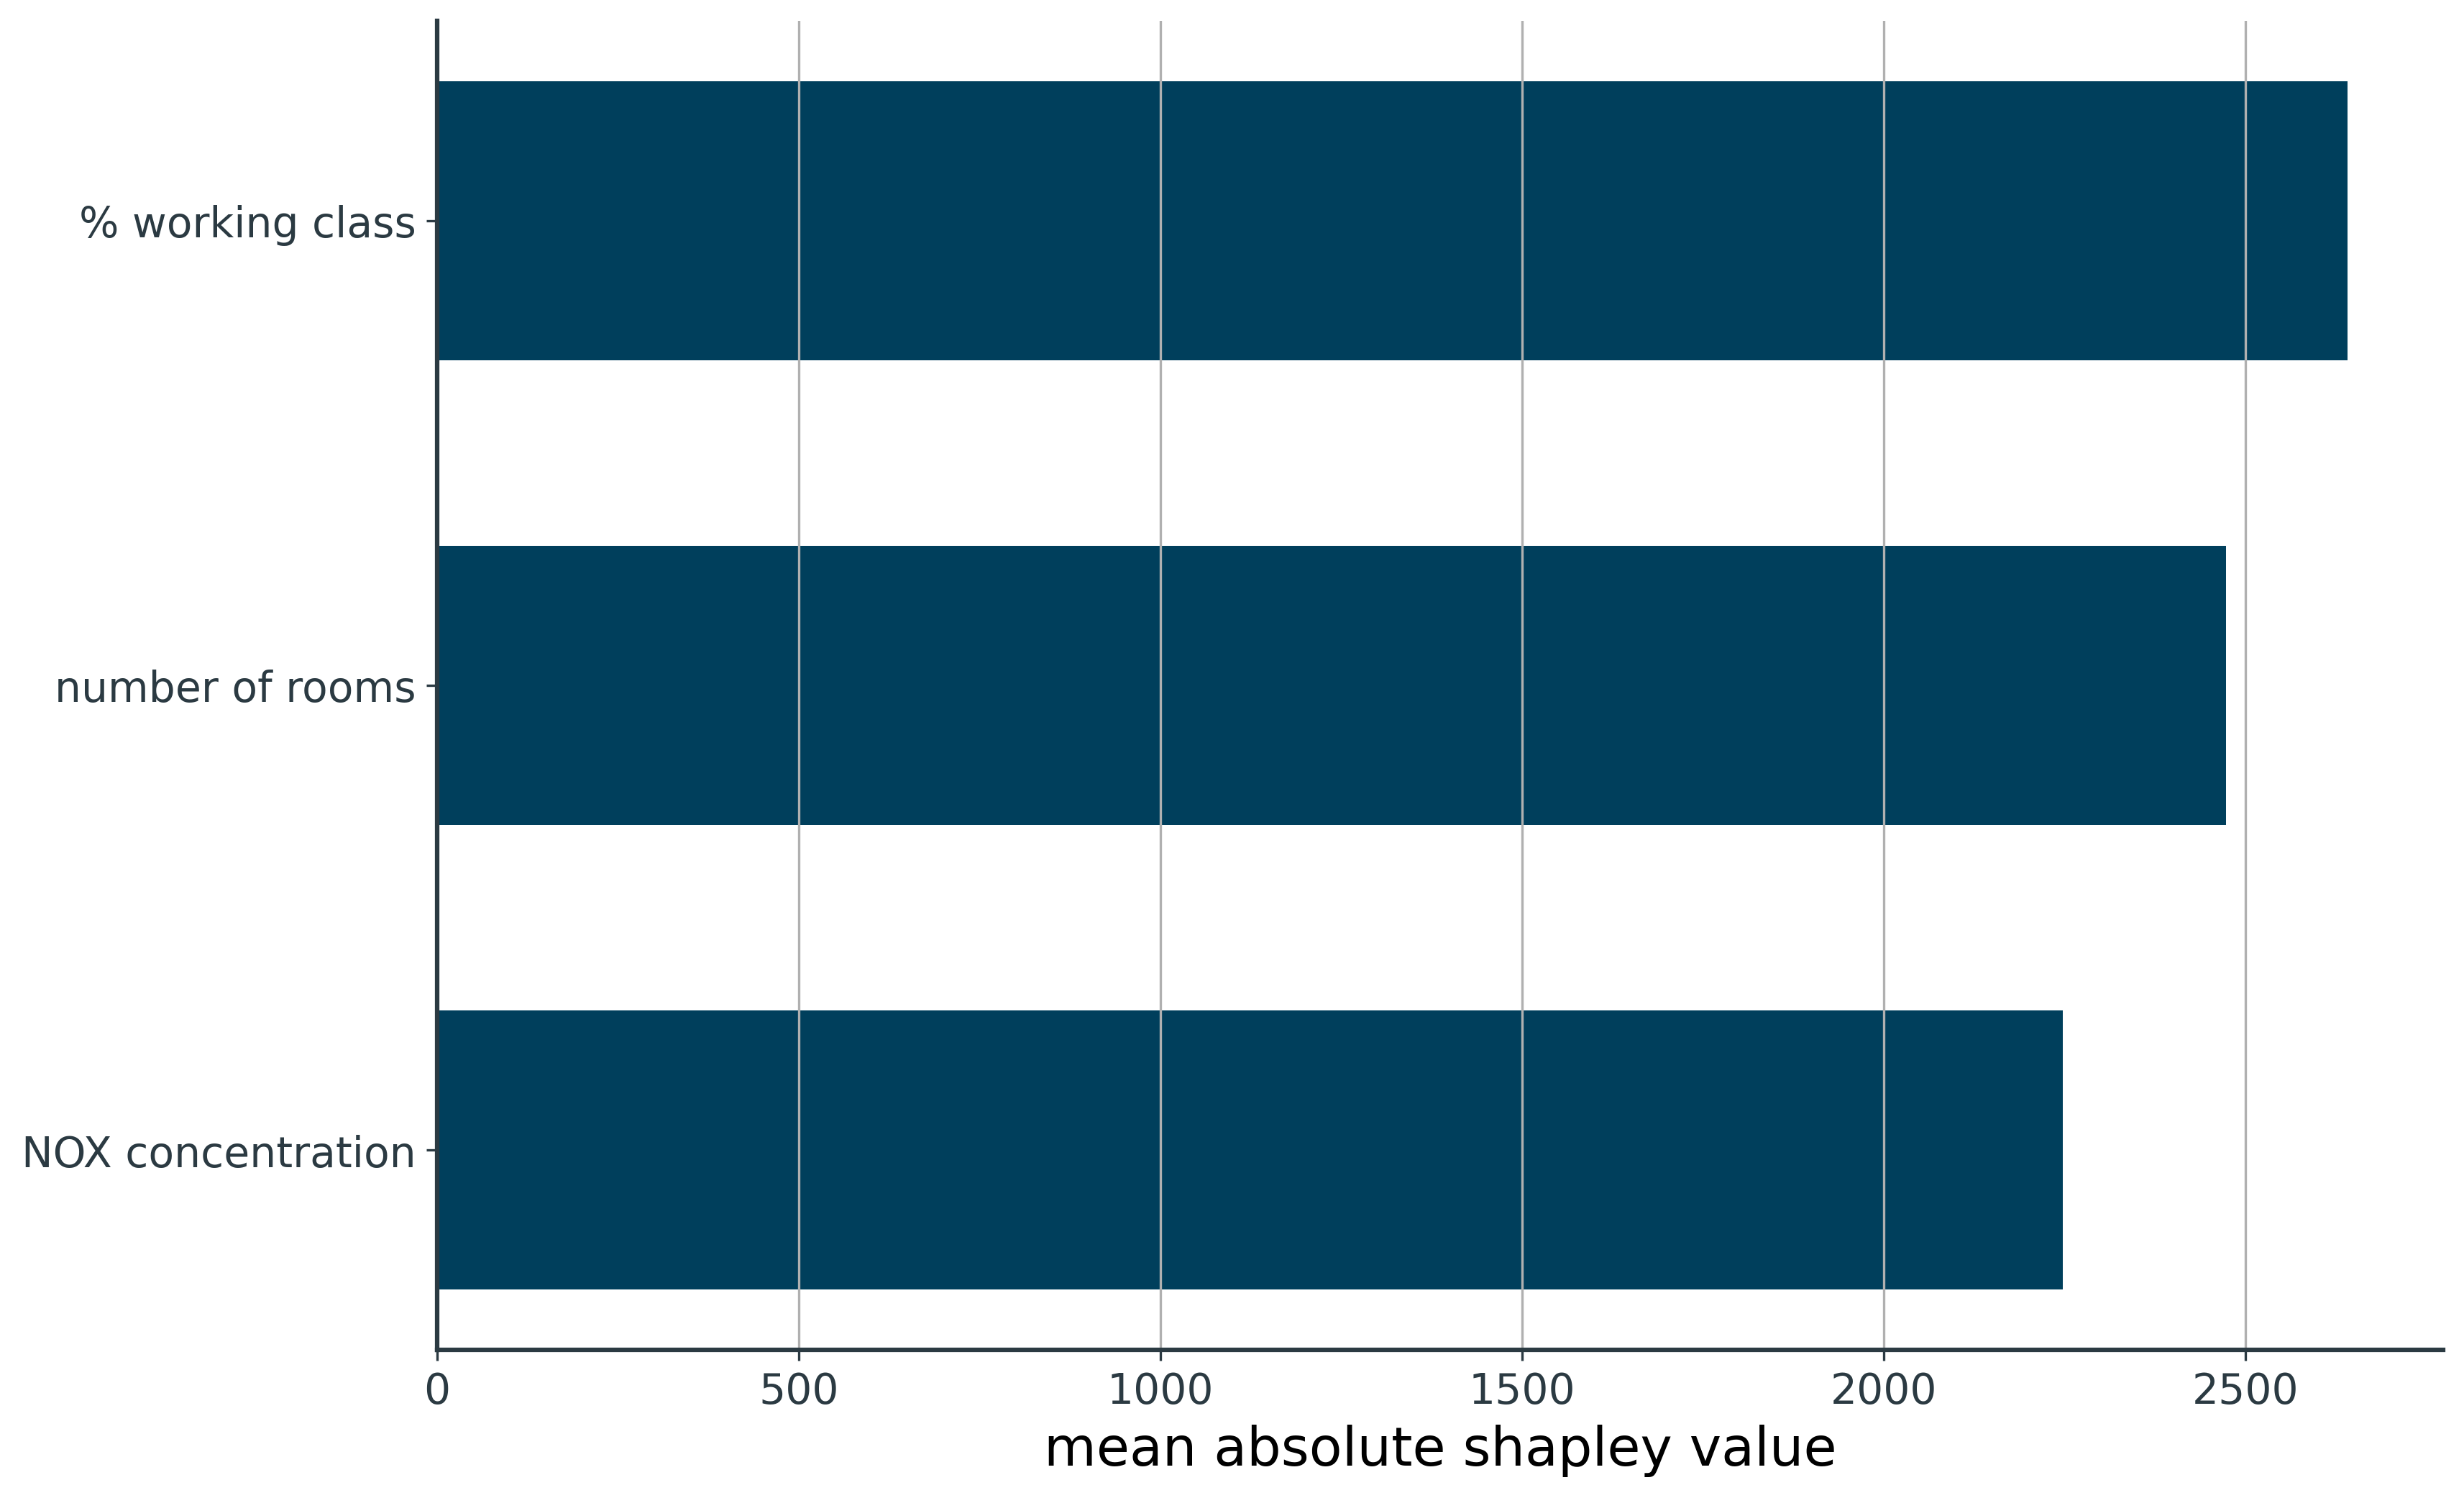 % working class
number of rooms
NOX concentration
0 500 1000 1500 2000 2500
mean absolute shapley value